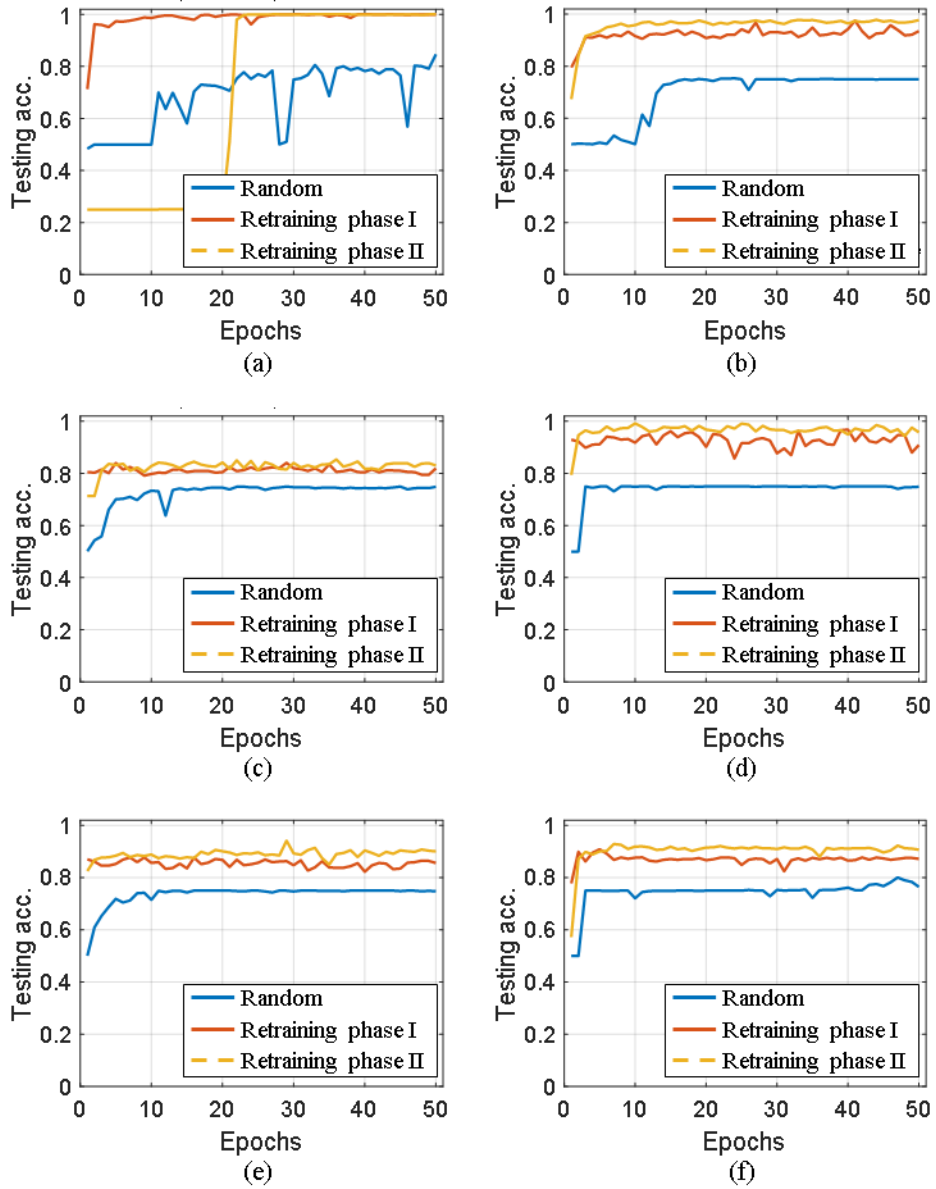 1
0.8
0.6
0.4
0.2
0
Testing acc.
Random
Retraining phase I
Retraining phase II
0 10 20 30 40 50
Epochs
(a)
1
0.8
0.6
0.4
0.2
0
Testing acc.
Random
Retraining phase I
Retraining phase II
0 10 20 30 40 50
Epochs
(b)
1
0.8
0.6
0.4
0.2
0
Testing acc.
Random
Retraining phase I
Retraining phase II
0 10 20 30 40 50
Epochs
(c)
1
0.8
0.6
0.4
0.2
0
Testing acc.
Random
Retraining phase I
Retraining phase II
0 10 20 30 40 50
Epochs
(d)
1
0.8
0.6
0.4
0.2
0
Testing acc.
Random
Retraining phase I
Retraining phase II
0 10 20 30 40 50
Epochs
(e)
1
0.8
0.6
0.4
0.2
0
Testing acc.
Random
Retraining phase I
Retraining phase II
0 10 20 30 40 50
Epochs
(f)